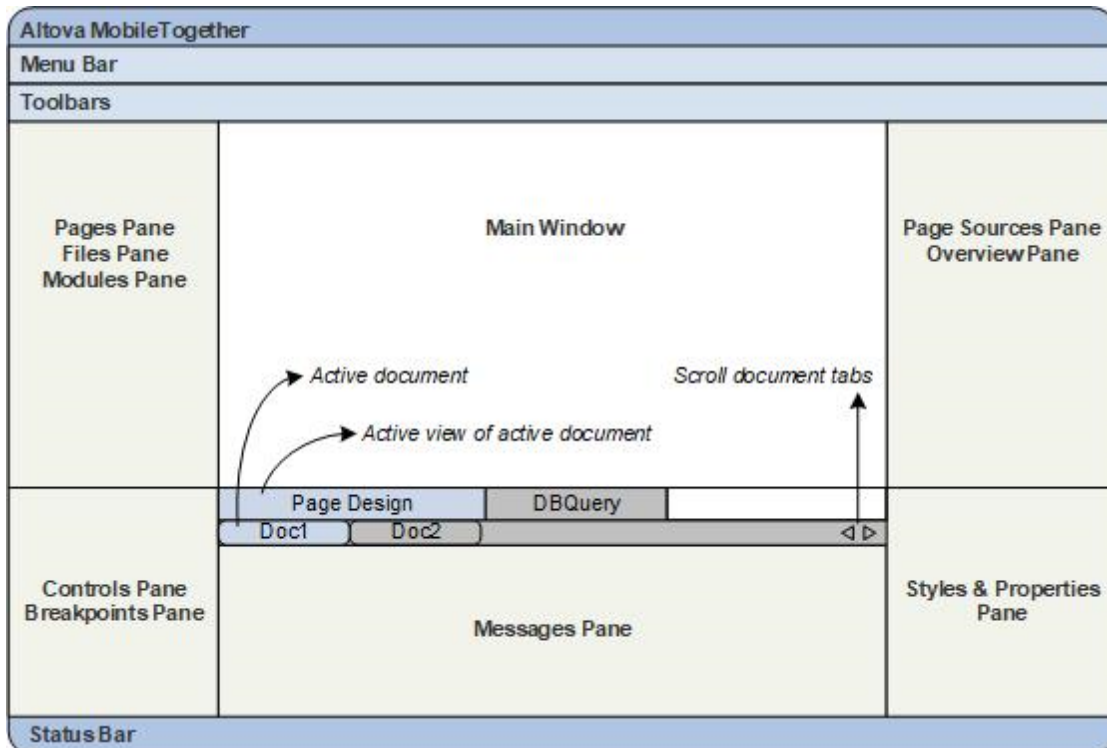 Altova MobileTogether
Menu Bar
Toolbars
Pages Pane
Files Pane
Modules Pane
Main Window
Page Sources Pane
Overview Pane
Active document
Scroll document tabs
Active view of active document
Page Design
DBQuery
Doc1
Doc2
Controls Pane
Breakpoints Pane
Messages Pane
Styles & Properties
Pane
Status Bar